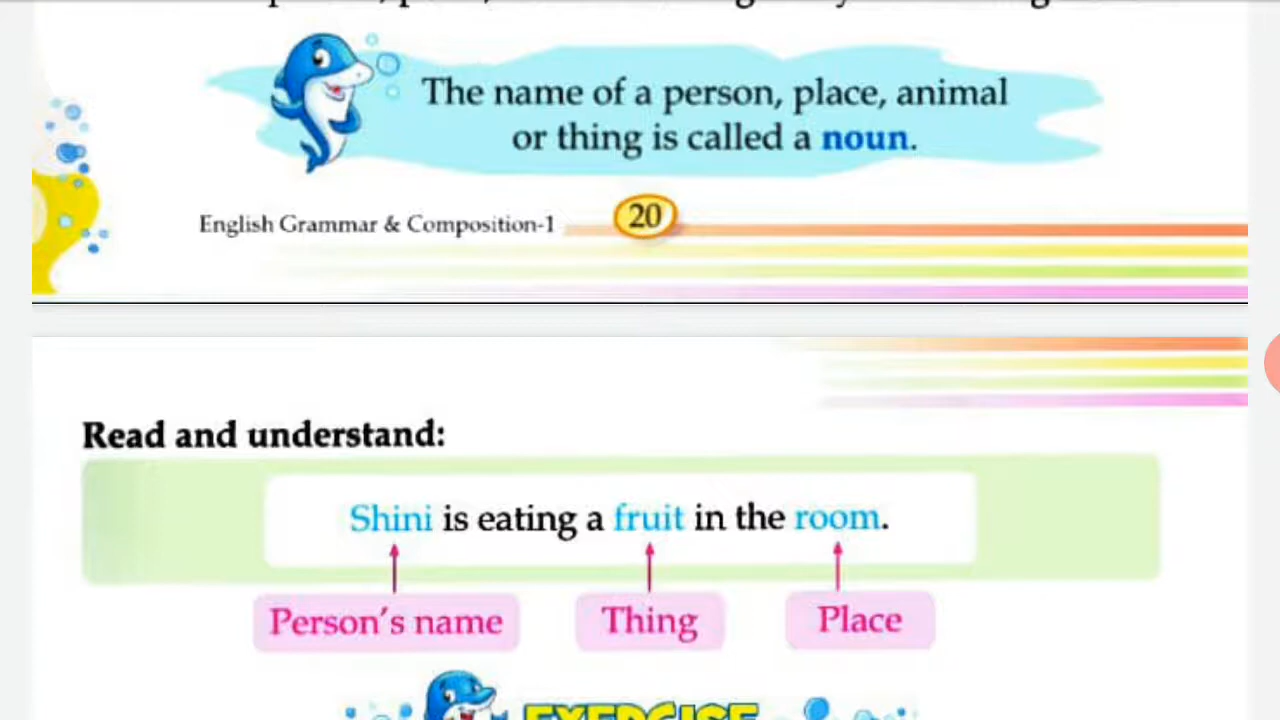 The name of a person, place, animal
or thing is called a noun.
English Grammar & Composition-1
20
Read and understand:
Shini is eating a fruit in the room.
Person's name
Thing
Place
EXERCISE